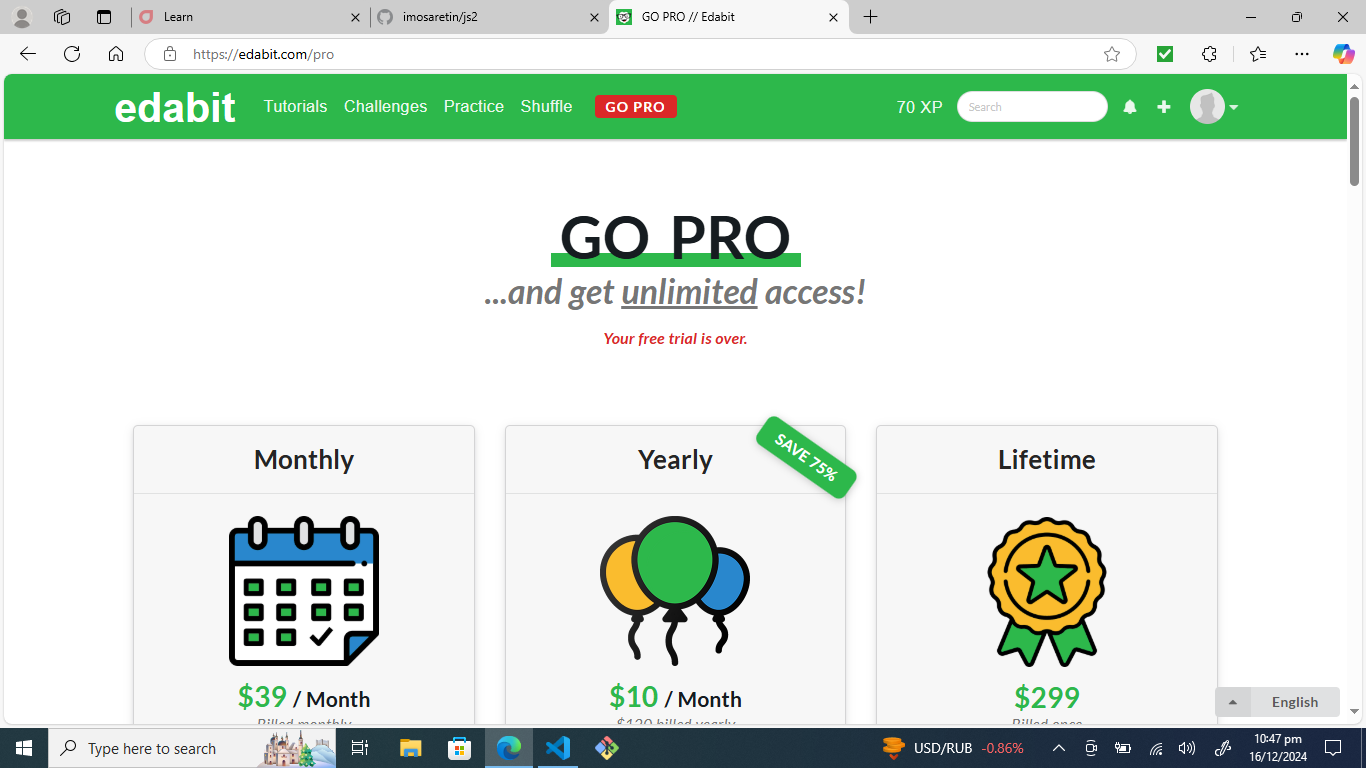 Learn
imosaretin/js2
GO PRO // Edabit
https://edabit.com/pro
edabit
Tutorials Challenges Practice Shuffle GO PRO
70 XP Search
GO PRO
...and get unlimited access!
Your free trial is over.
Monthly
Yearly
SAVE 75%
Lifetime
$39 / Month
Billed monthly
$10 / Month
$120 billed yearly
$299
Billed once
English
Type here to search
USD/RUB -0.86%
10:47 pm
16/12/2024